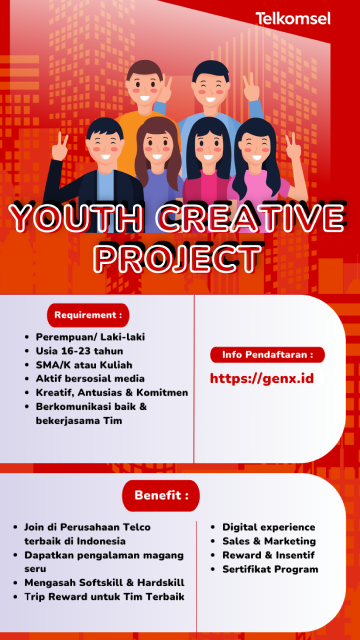 Telkomsel
YOUTH CREATIVE
PROJECT
Requirement :
• Perempuan/ Laki-laki
• Usia 16-23 tahun
• SMA/K atau Kuliah
• Aktif bersosial media
• Kreatif, Antusias & Komitmen
• Berkomunikasi baik &
bekerjasama Tim
Info Pendaftaran :
https://genx.id
Benefit :
• Join di Perusahaan Telco
terbaik di Indonesia
• Dapatkan pengalaman magang
seru
• Mengasah Softskill & Hardskill
• Trip Reward untuk Tim Terbaik
• Digital experience
• Sales & Marketing
• Reward & Insentif
• Sertifikat Program